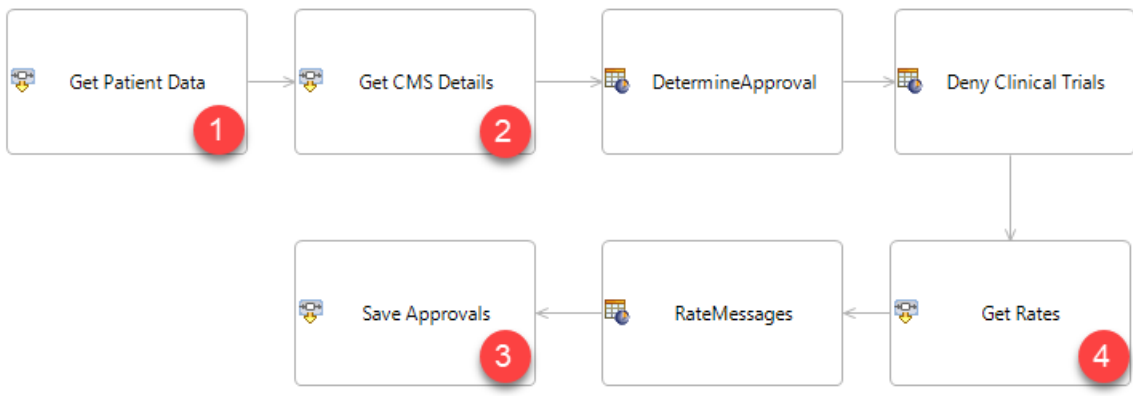 Get Patient Data
1
Get CMS Details
2
DetermineApproval
Deny Clinical Trials
Save Approvals
3
RateMessages
Get Rates
4